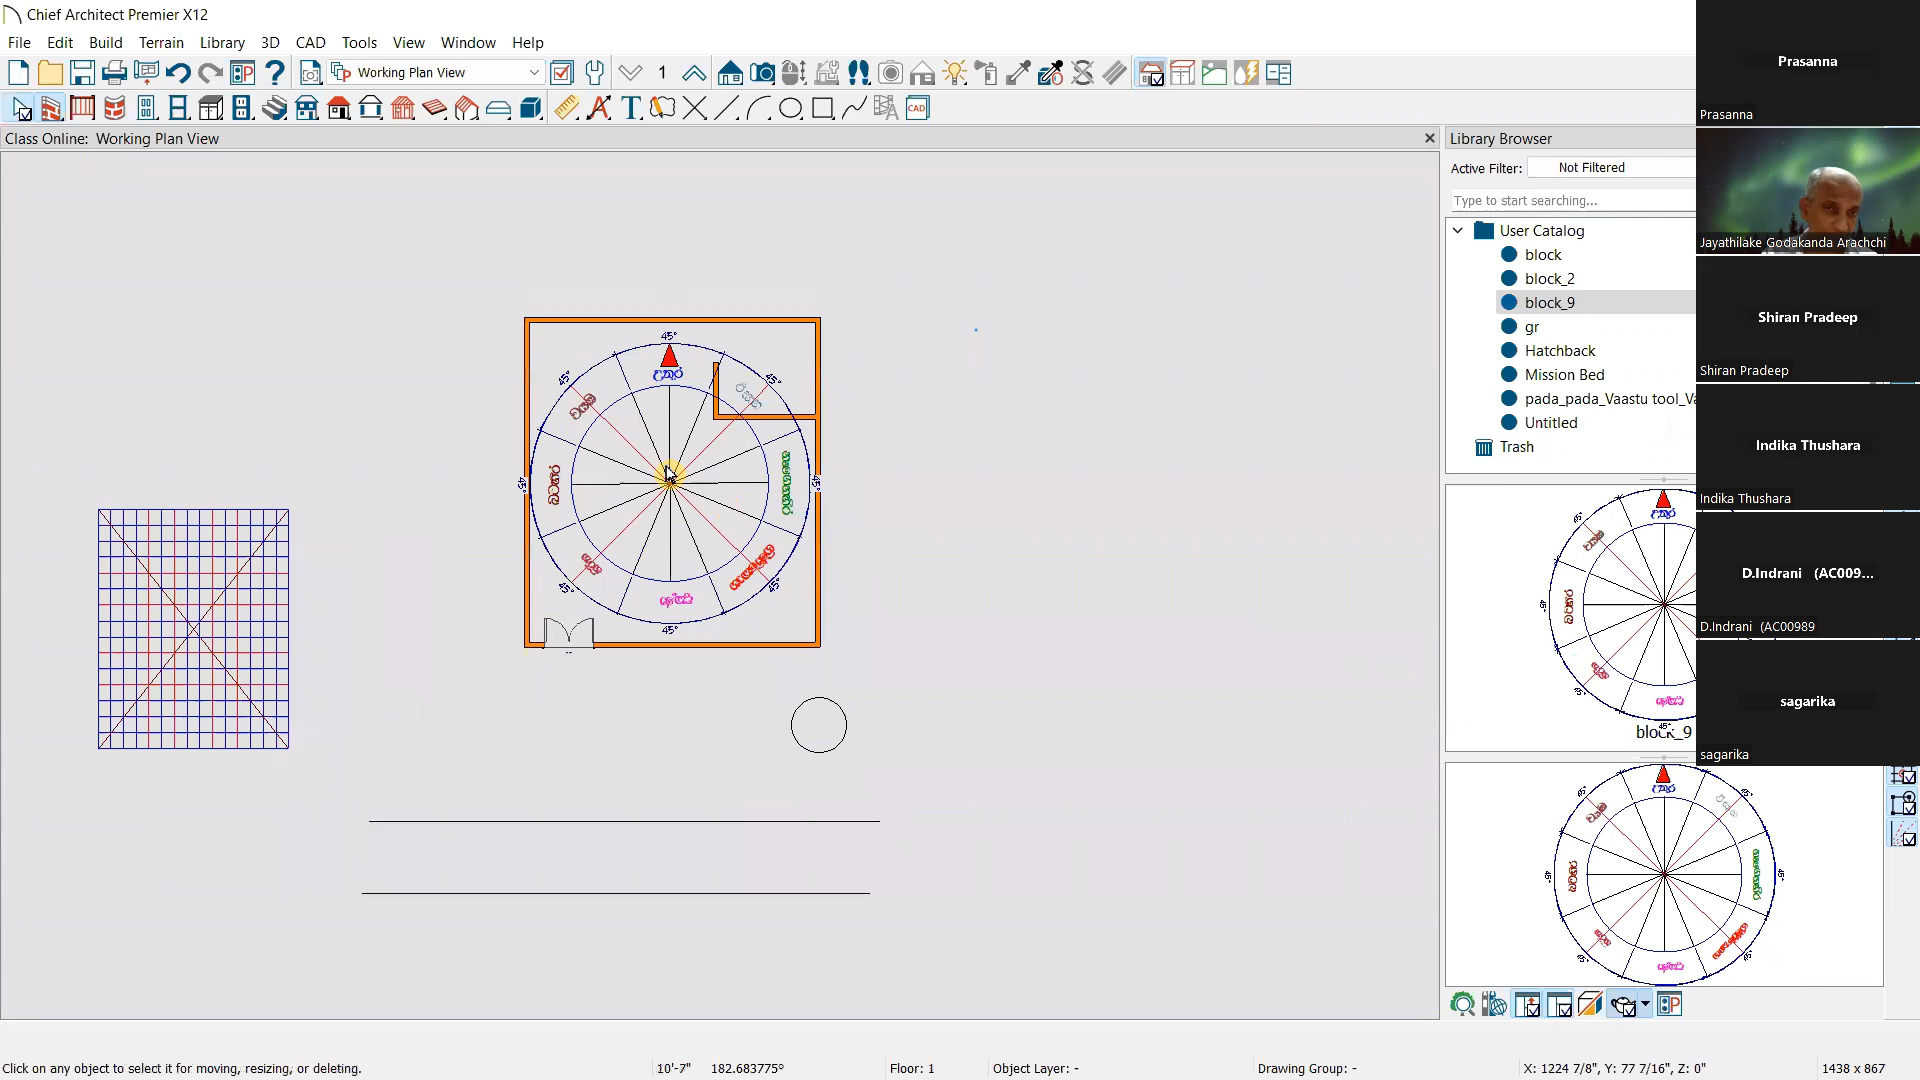 Chief Architect Premier X12
File Edit Build Terrain Library 3D CAD Tools View Window Help
Working Plan View
1
CAD
Class Online: Working Plan View
Library Browser
Active Filter: Not Filtered
Type to start searching...
User Catalog
block
block_2
block_9
gr
Hatchback
Mission Bed
pada_pada_Vaastu tool_Va
Untitled
Trash
45°
උතුර
45°
45°
45°
45°
45°
45°
45°
block_9
Prasanna
Prasanna
Jayathilake Godakanda Arachchi
Shiran Pradeep
Shiran Pradeep
Indika Thushara
Indika Thushara
D.Indrani (AC009...
D.Indrani (AC00989
sagarika
sagarika
Click on any object to select it for moving, resizing, or deleting.
10'-7" 182.683775° Floor: 1 Object Layer: - Drawing Group: - X: 1224 7/8", Y: 77 7/16", Z: 0" 1438 x 867